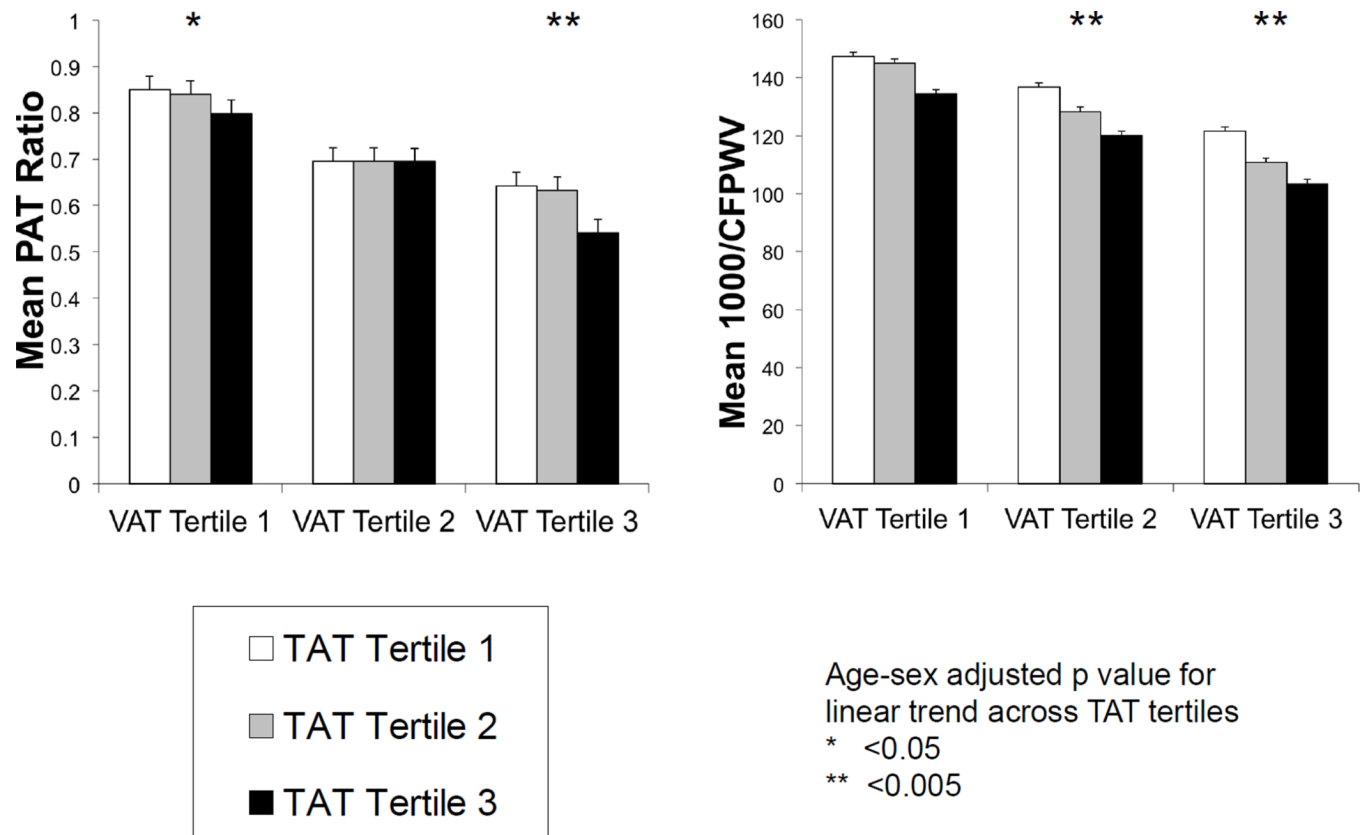 * **
Mean PAT Ratio
1
0.9
0.8
0.7
0.6
0.5
0.4
0.3
0.2
0.1
0
VAT Tertile 1 VAT Tertile 2 VAT Tertile 3
** **
Mean 1000/CFPWV
160
140
120
100
80
60
40
20
0
VAT Tertile 1 VAT Tertile 2 VAT Tertile 3
TAT Tertile 1
TAT Tertile 2
TAT Tertile 3
Age-sex adjusted p value for
linear trend across TAT tertiles
* <0.05
** <0.005